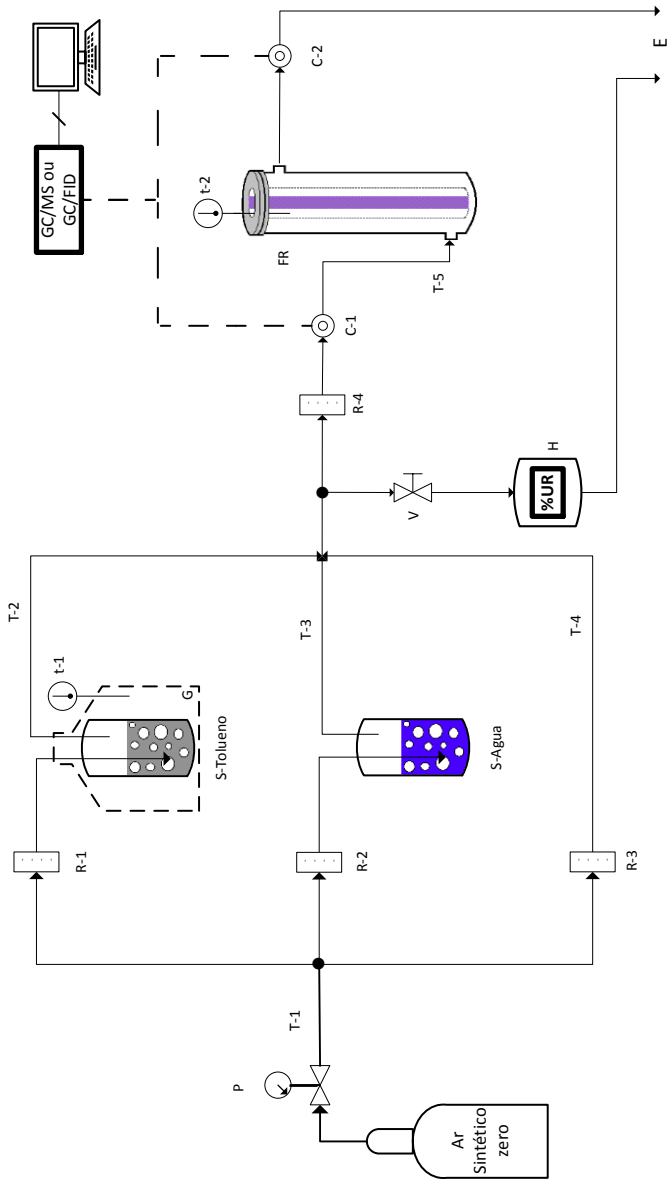 GC/MS ou
GC/FID
C-2
E
t-2
FR
T-5
C-1
R-4
V
%UR
H
T-2
T-3
T-4
t-1
G
S-Tolueno
S-Agua
R-1
R-2
R-3
T-1
P
Ar
Sintético
zero